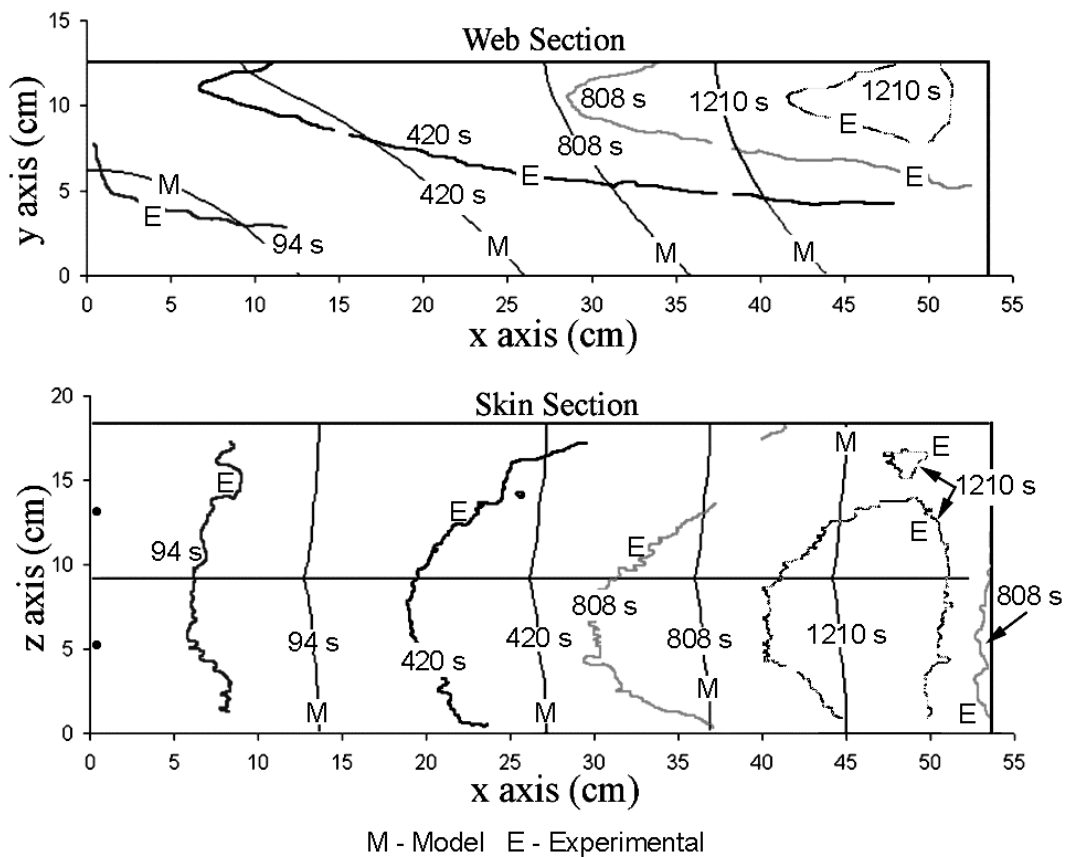 15
Web Section
808 s
1210 s
1210 s
10
E
420 s
808 s
y axis (cm)
M
E
E
5
420 s
E
94 s
M
M
M
0
0 5 10 15 20 25 30 35 40 45 50 55
x axis (cm)
20
Skin Section
M
E
E
15
1210 s
E
E
94 s
E
10
z axis (cm)
808 s
808 s
94 s
420 s
420 s
808 s
1210 s
5
M
M
M
E
0
0 5 10 15 20 25 30 35 40 45 50 55
x axis (cm)
M - Model E - Experimental